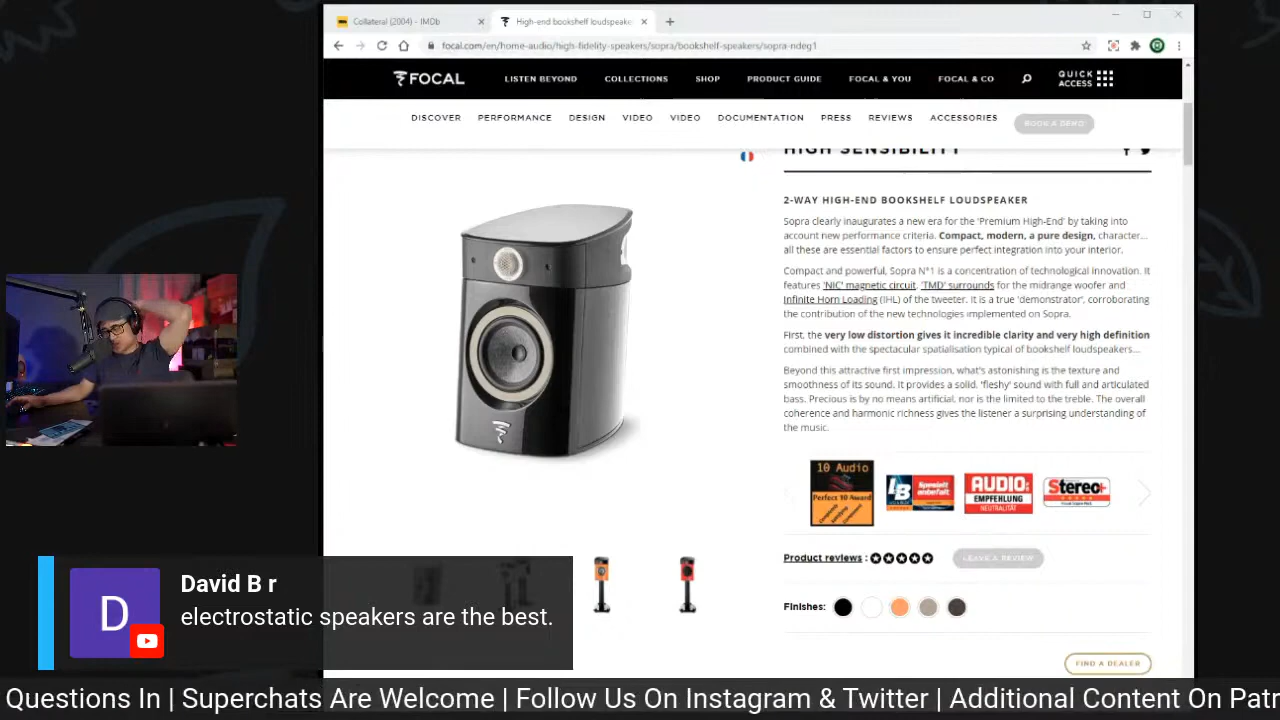 Collateral (2004) - IMDb
High-end bookshelf loudspeake
focal.com/en/home-audio/high-fidelity-speakers/sopra/bookshelf-speakers/sopra-ndeg1
FOCAL
LISTEN BEYOND
COLLECTIONS
SHOP
PRODUCT GUIDE
FOCAL & YOU
FOCAL & CO
QUICK
ACCESS
DISCOVER
PERFORMANCE
DESIGN
VIDEO
VIDEO
DOCUMENTATION
PRESS
REVIEWS
ACCESSORIES
BOOK A DEMO
HIGH SENSIBILITY
2-WAY HIGH-END BOOKSHELF LOUDSPEAKER
Sopra clearly inaugurates a new era for the 'Premium High-End' by taking into
account new performance criteria. Compact, modern, a pure design, character...
all these are essential factors to ensure perfect integration into your interior.
Compact and powerful, Sopra N°1 is a concentration of technological innovation. It
features 'NIC' magnetic circuit, 'TMD' surrounds for the midrange woofer and
Infinite Horn Loading (IHL) of the tweeter. It is a true 'demonstrator', corroborating
the contribution of the new technologies implemented on Sopra.
First, the very low distortion gives it incredible clarity and very high definition
combined with the spectacular spatialisation typical of bookshelf loudspeakers...
Beyond this attractive first impression, what's astonishing is the texture and
smoothness of its sound. It provides a solid, 'fleshy' sound with full and articulated
bass. Precious is by no means artificial, nor is the limited to the treble. The overall
coherence and harmonic richness gives the listener a surprising understanding of
the music.
10 Audio
Perfect 10 Award
AUDIO
EMPFEHLUNG
NEUTRALITÄT
Stereo+
Product reviews :
LEAVE A REVIEW
Finishes:
FIND A DEALER
D
David B r
electrostatic speakers are the best.
Questions In | Superchats Are Welcome | Follow Us On Instagram & Twitter | Additional Content On Patr